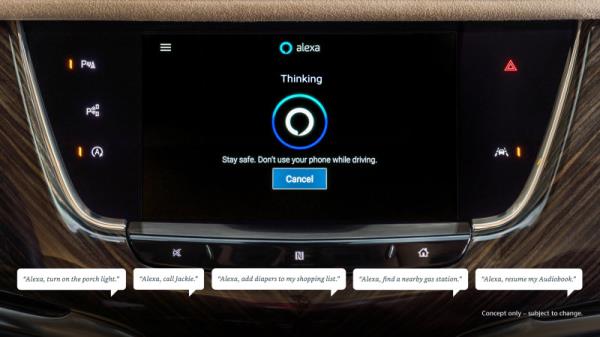 alexa
Thinking
Stay safe. Don't use your phone while driving.
Cancel
"Alexa, turn on the porch light."
"Alexa, call Jackie."
"Alexa, add diapers to my shopping list."
"Alexa, find a nearby gas station."
"Alexa, resume my Audiobook."
Concept only – subject to change.